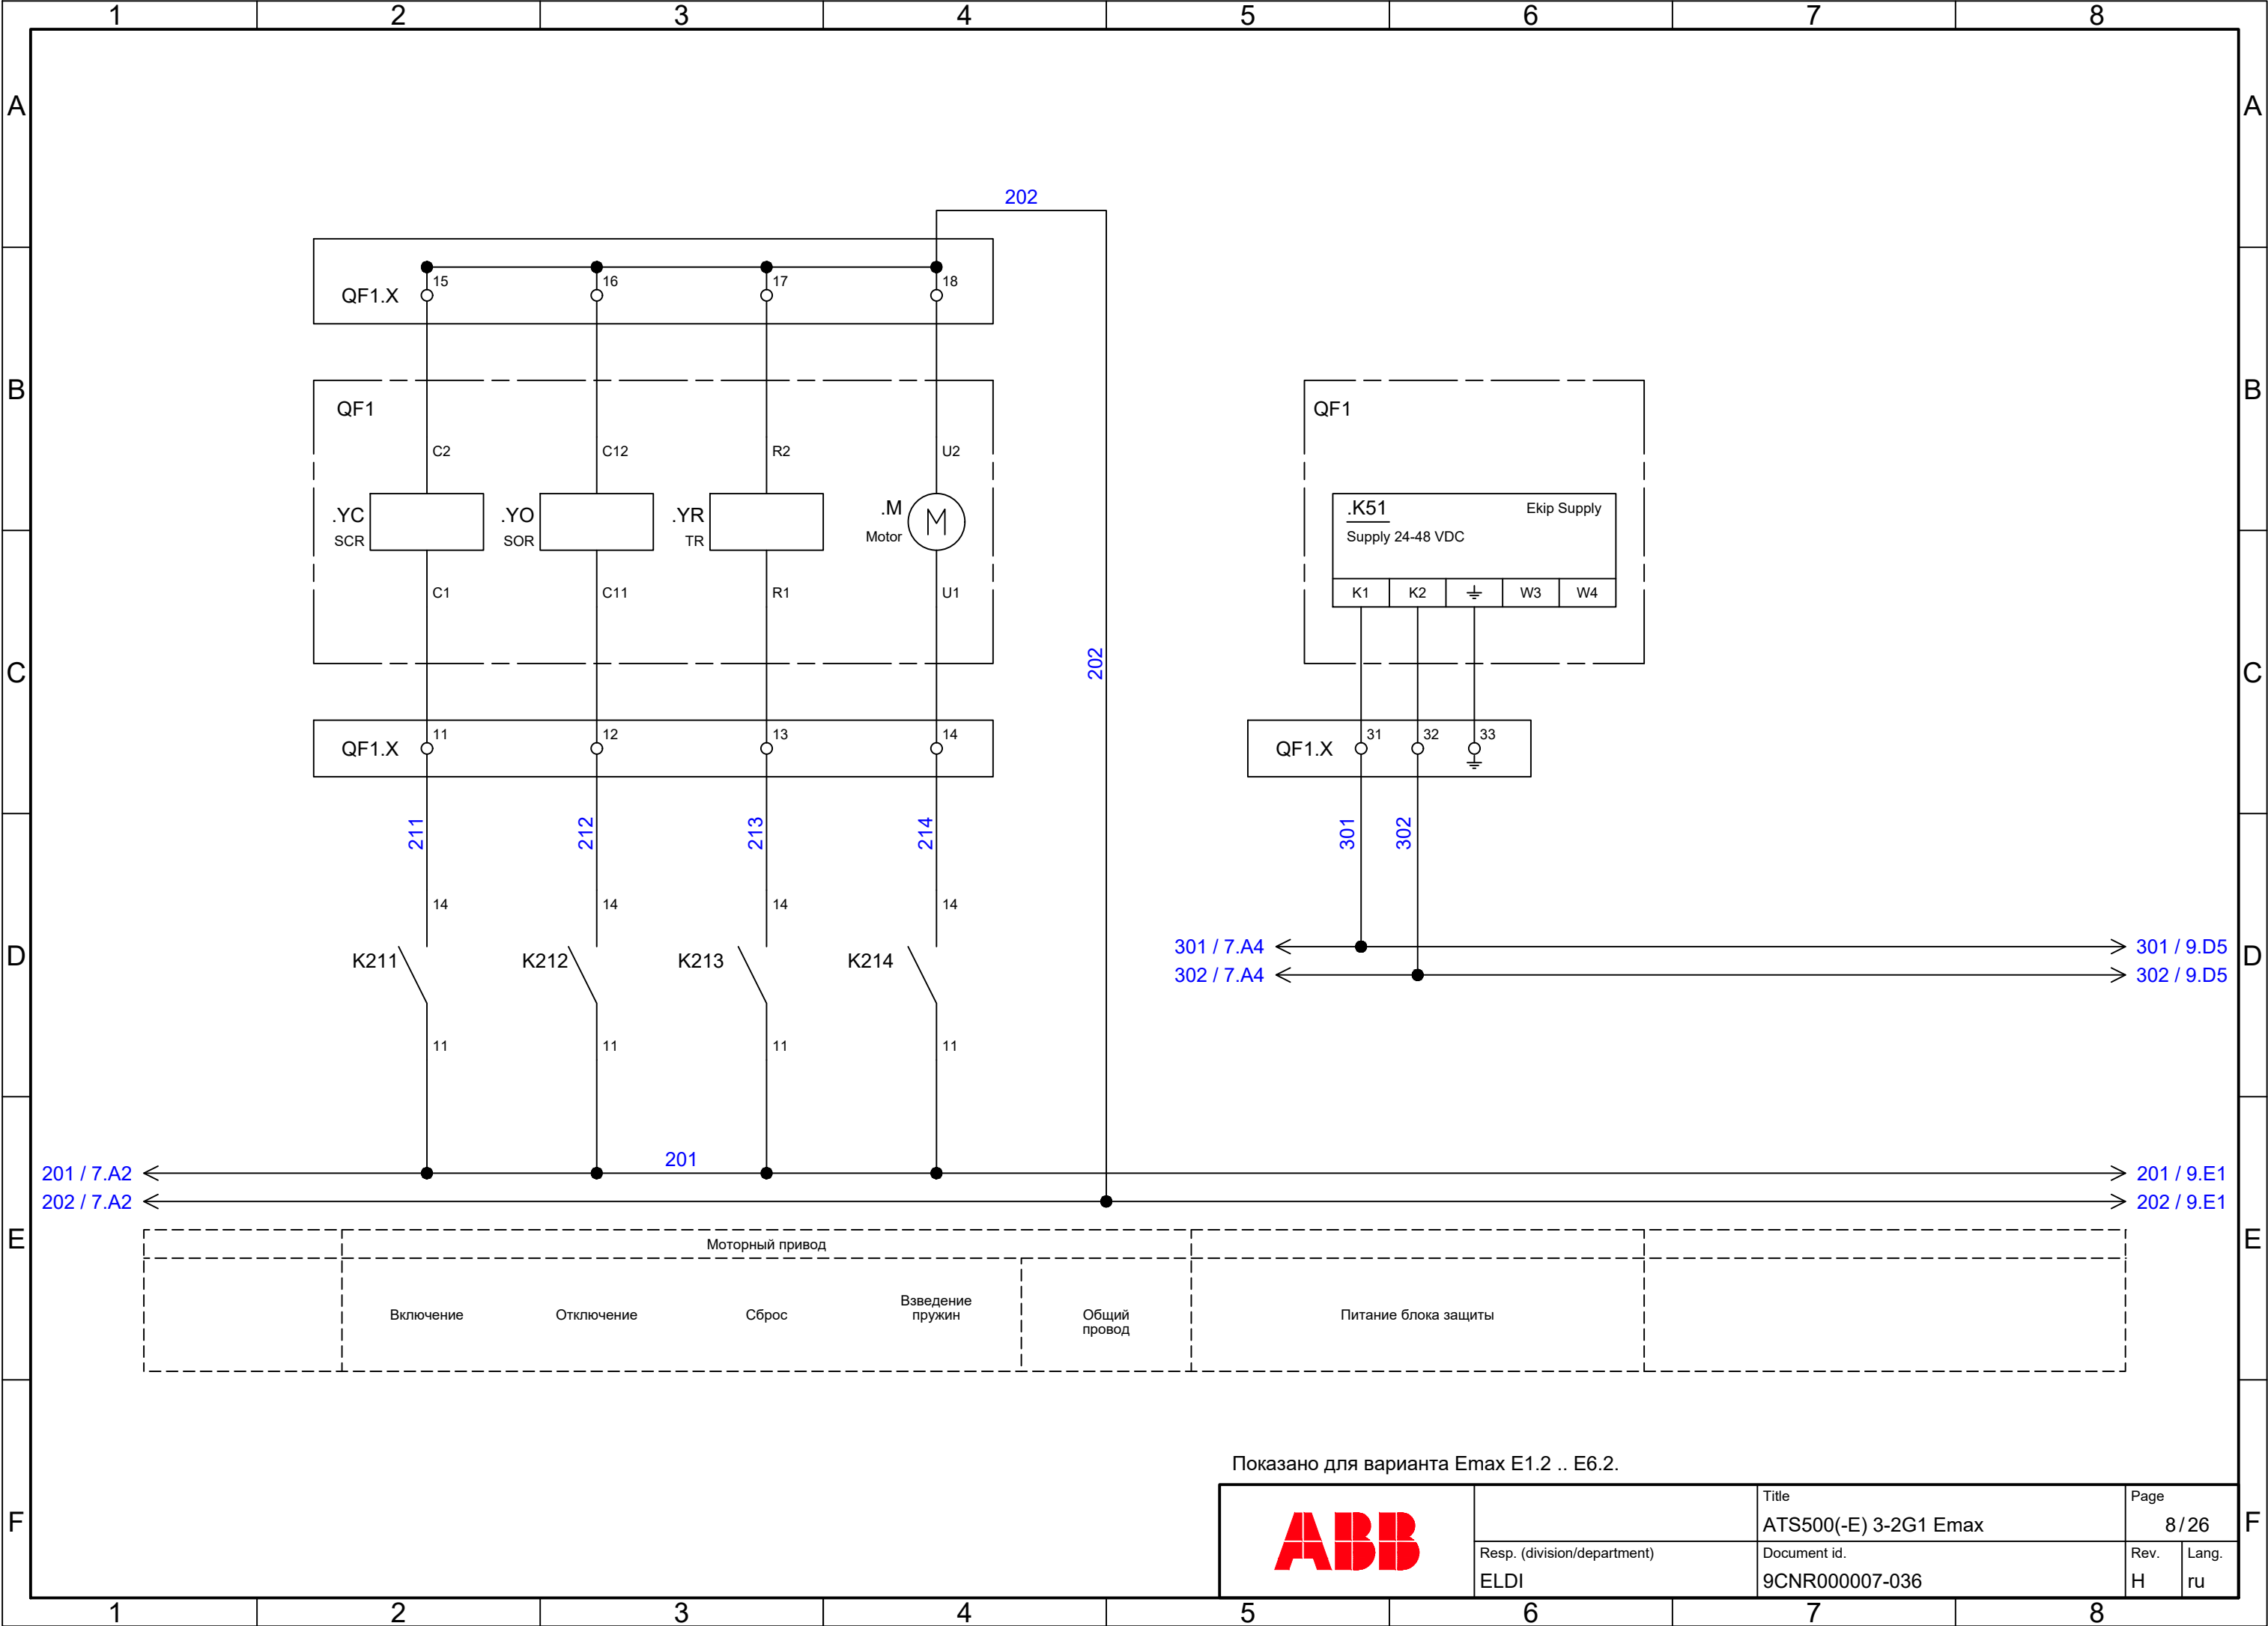 1 2 3 4 5 6 7 8
A A
202
QF1.X 15 16 17 18
B B
QF1
C2 C12 R2 U2
.YC
SCR
.YO
SOR
.YR
TR
.M
Motor
M
C1 C11 R1 U1
QF1
.K51 Ekip Supply
Supply 24-48 VDC
K1 K2 W3 W4
C C
202
QF1.X 11 12 13 14
QF1.X 31 32 33
211 212 213 214
301 302
14 14 14 14
K211 K212 K213 K214
11 11 11 11
D D
301 / 7.A4 301 / 9.D5
302 / 7.A4 302 / 9.D5
201
201 / 7.A2 201 / 9.E1
202 / 7.A2 202 / 9.E1
E E
Моторный привод
Включение
Отключение
Сброс
Взведение
пружин
Общий
провод
Питание блока защиты
Показано для варианта Emax E1.2 .. E6.2.
F F
ABB
Title
ATS500(-E) 3-2G1 Emax
Page
8/26
Resp. (division/department)
ELDI
Document id.
9CNR000007-036
Rev.
H
Lang.
ru
1 2 3 4 5 6 7 8